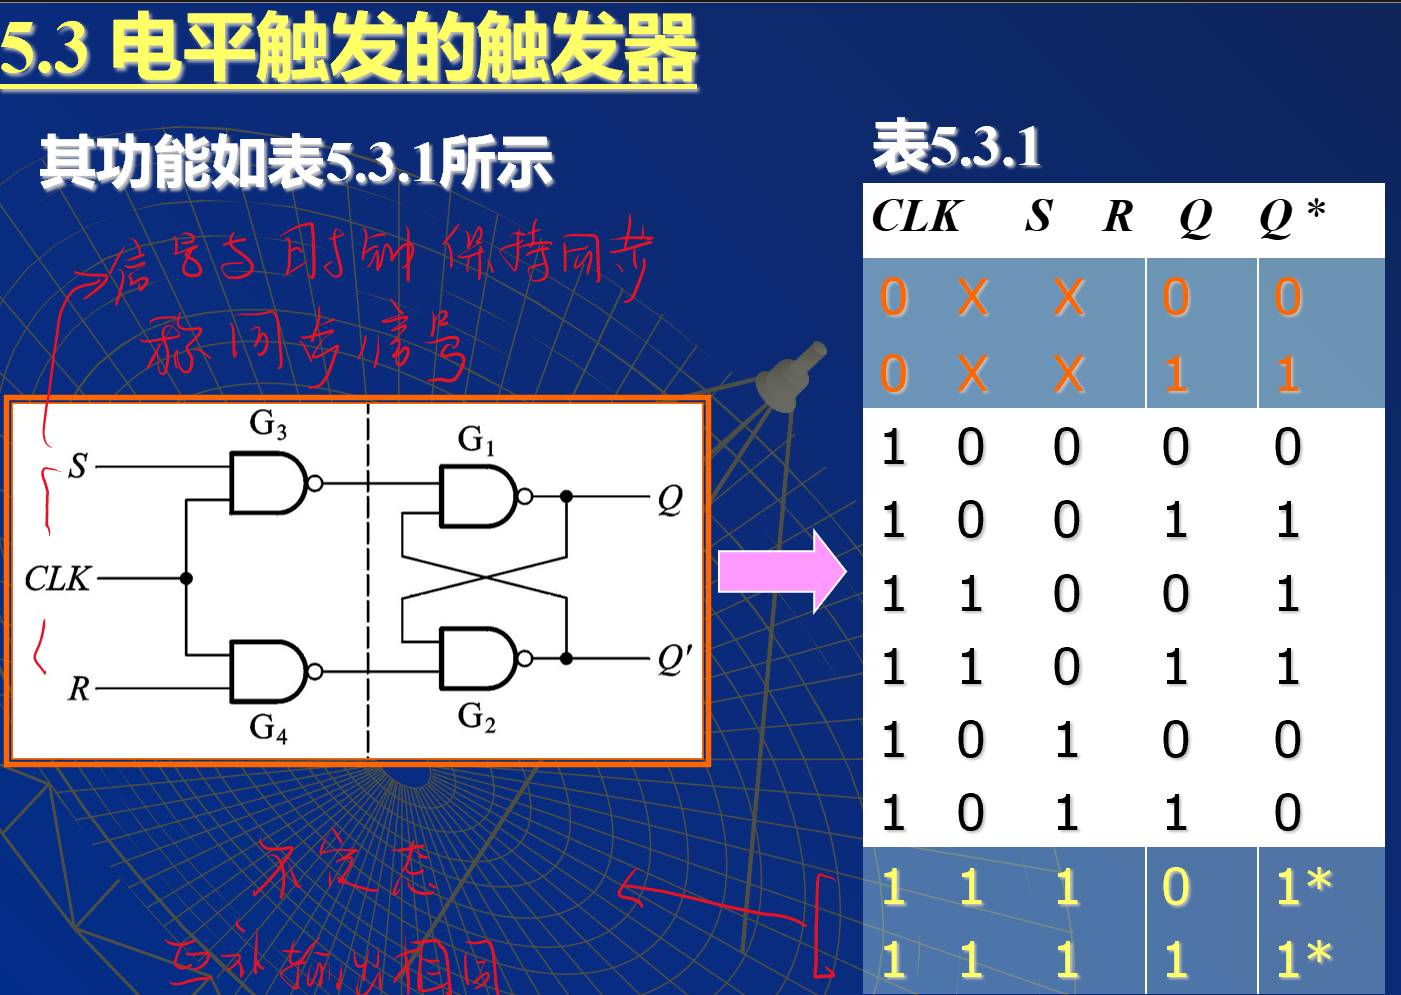 5.3 电平触发的触发器
其功能如表5.3.1所示
信号与时钟保持同步
称同步信号
G3
G1
S
Q
CLK
Q'
R
G4
G2
不定态
互补输出相同
表5.3.1
CLK S R Q Q*
0 X X 0 0
0 X X 1 1
1 0 0 0 0
1 0 0 1 1
1 1 0 0 1
1 1 0 1 1
1 0 1 0 0
1 0 1 1 0
1 1 1 0 1*
1 1 1 1 1*